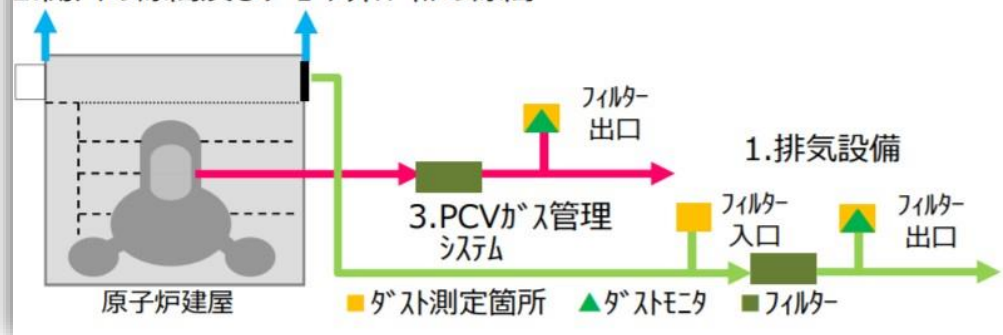 フィルター
出口
1.排気設備
3.PCVガス管理
システム
フィルター
入口
フィルター
出口
原子炉建屋
■ダスト測定箇所 ▲ダストモニタ ■フィルター